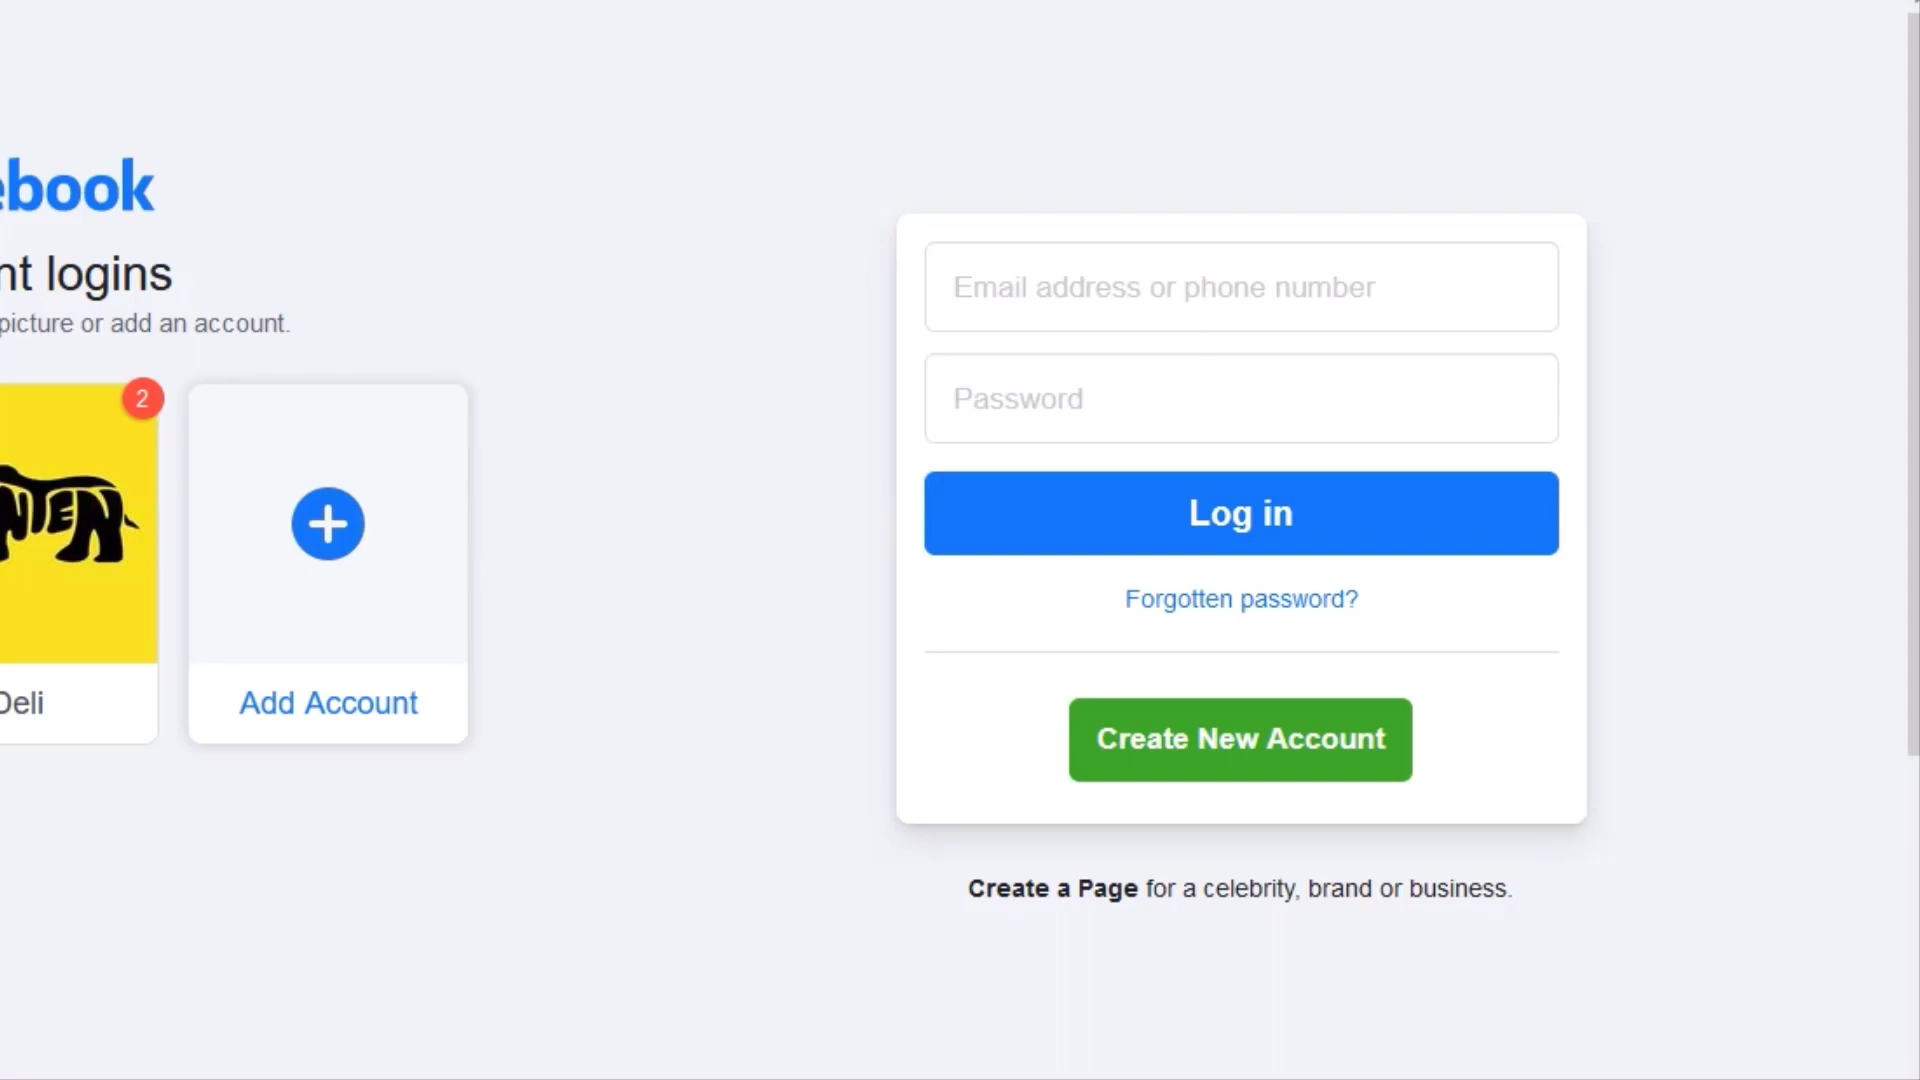 ebook
nt logins
picture or add an account.
2
NIEN
Deli
Add Account
Email address or phone number
Password
Log in
Forgotten password?
Create New Account
Create a Page for a celebrity, brand or business.